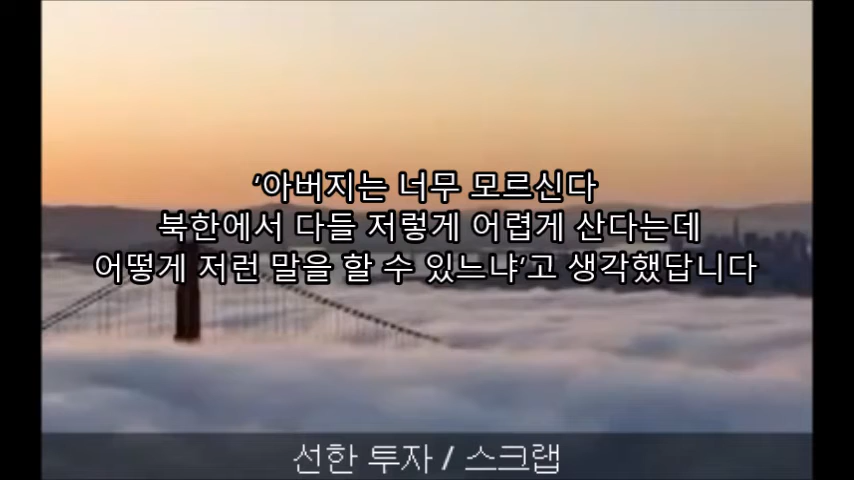 ‘아버지는 너무 모르신다
북한에서 다들 저렇게 어렵게 산다는데
어떻게 저런 말을 할 수 있느냐’고 생각했답니다
선한 투자 / 스크랩